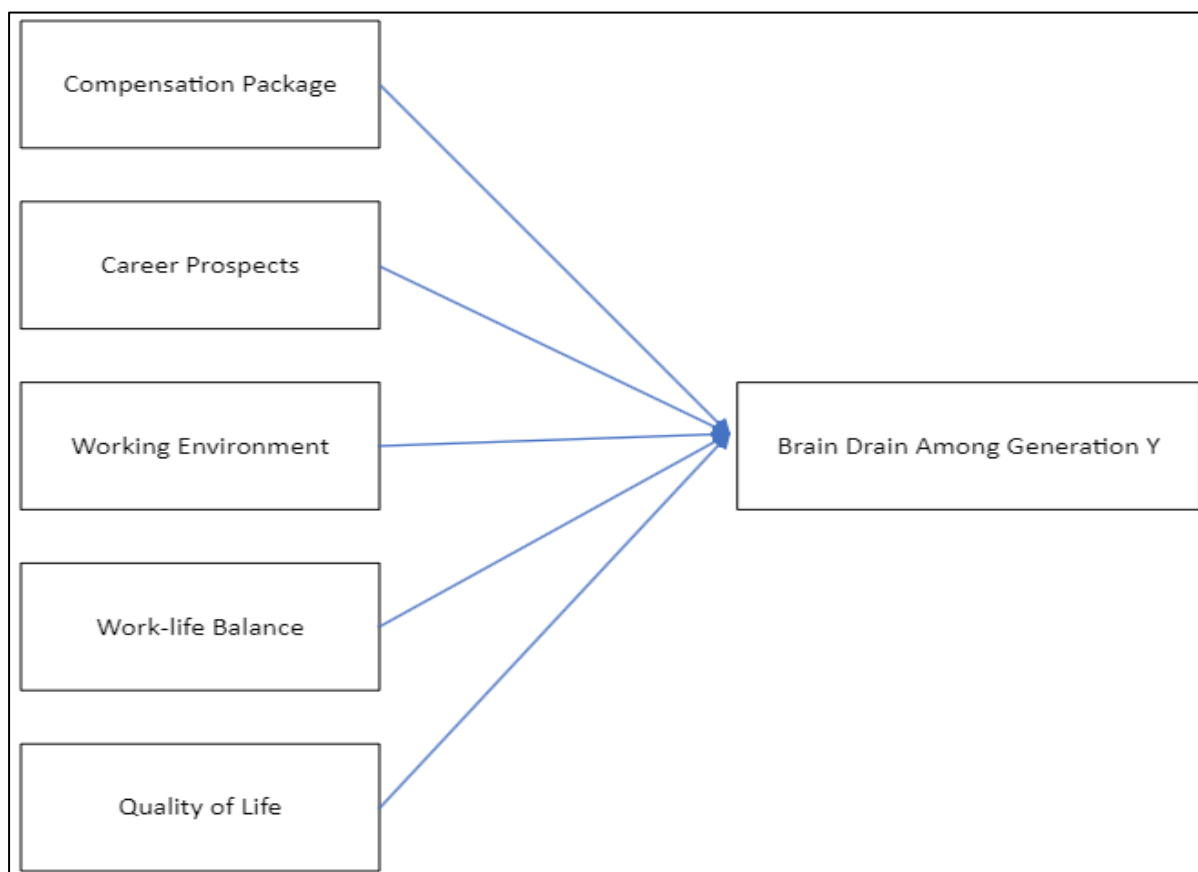 Compensation Package
Career Prospects
Working Environment
Brain Drain Among Generation Y
Work-life Balance
Quality of Life